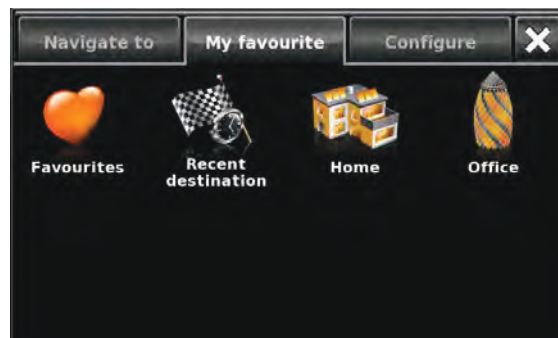 Navigate to
My favourite
Configure
Favourites
Recent
destination
Home
Office